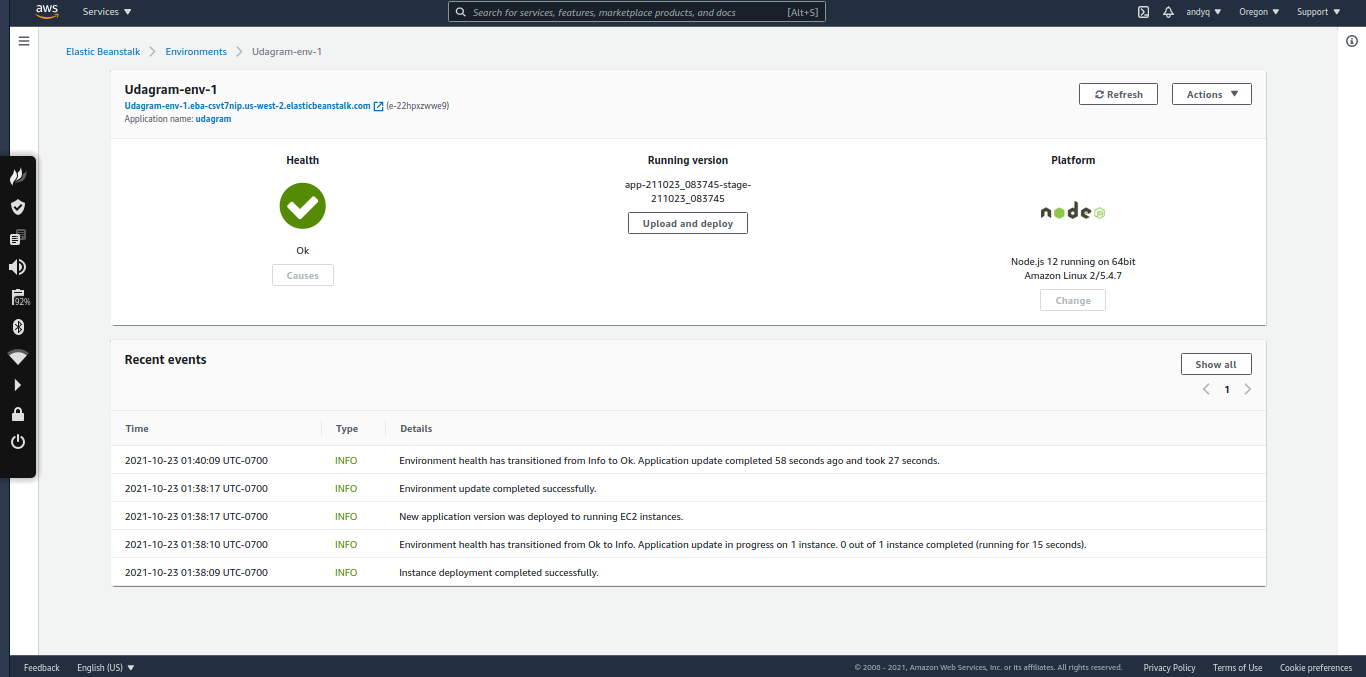 aws Services Search for services, features, marketplace products, and docs [Alt+S] andyq Oregon Support
Elastic Beanstalk Environments Udagram-env-1
Udagram-env-1
Udagram-env-1.eba-csvt7nip.us-west-2.elasticbeanstalk.com (e-22hpxzwwe9)
Application name: udagram
Refresh Actions
Health
Ok
Causes
Running version
app-211023_083745-stage-
211023_083745
Upload and deploy
Platform
node JS
Node.js 12 running on 64bit
Amazon Linux 2/5.4.7
Change
92%
Recent events
Show all
1
Time Type Details
2021-10-23 01:40:09 UTC-0700 INFO Environment health has transitioned from Info to Ok. Application update completed 58 seconds ago and took 27 seconds.
2021-10-23 01:38:17 UTC-0700 INFO Environment update completed successfully.
2021-10-23 01:38:17 UTC-0700 INFO New application version was deployed to running EC2 instances.
2021-10-23 01:38:10 UTC-0700 INFO Environment health has transitioned from Ok to Info. Application update in progress on 1 instance. 0 out of 1 instance completed (running for 15 seconds).
2021-10-23 01:38:09 UTC-0700 INFO Instance deployment completed successfully.
Feedback English (US) © 2008 - 2021, Amazon Web Services, Inc. or its affiliates. All rights reserved. Privacy Policy Terms of Use Cookie preferences